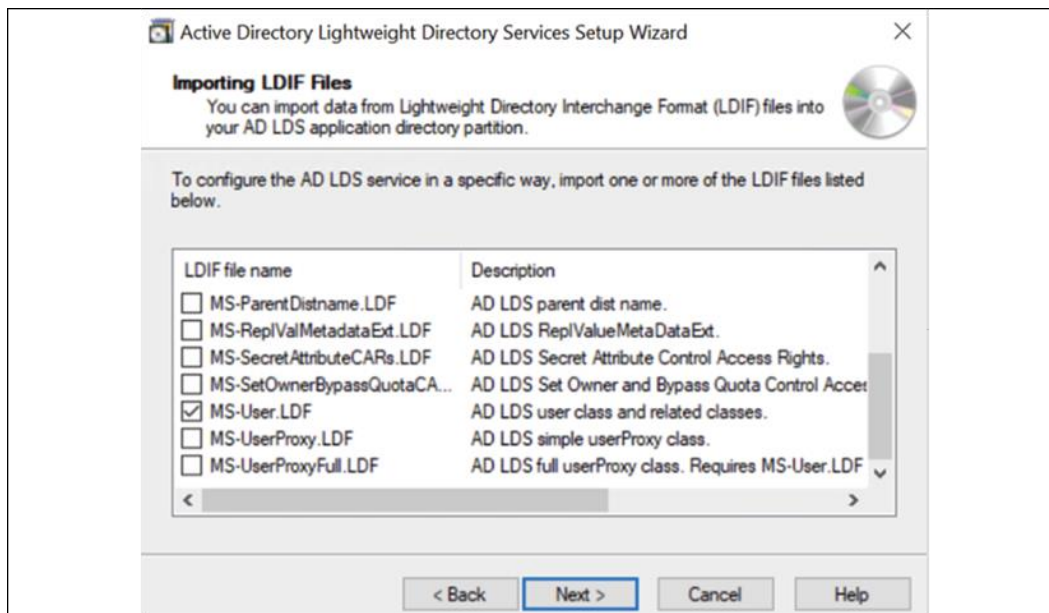 Active Directory Lightweight Directory Services Setup Wizard
Importing LDIF Files
You can import data from Lightweight Directory Interchange Format (LDIF) files into
your AD LDS application directory partition.
To configure the AD LDS service in a specific way, import one or more of the LDIF files listed
below.
LDIF file name Description
MS-ParentDistname.LDF AD LDS parent dist name.
MS-ReplValMetadataExt.LDF AD LDS ReplValueMetaDataExt.
MS-SecretAttributeCARs.LDF AD LDS Secret Attribute Control Access Rights.
MS-SetOwnerBypassQuotaCA... AD LDS Set Owner and Bypass Quota Control Acces
MS-User.LDF AD LDS user class and related classes.
MS-UserProxy.LDF AD LDS simple userProxy class.
MS-UserProxyFull.LDF AD LDS full userProxy class. Requires MS-User.LDF
< Back Next > Cancel Help